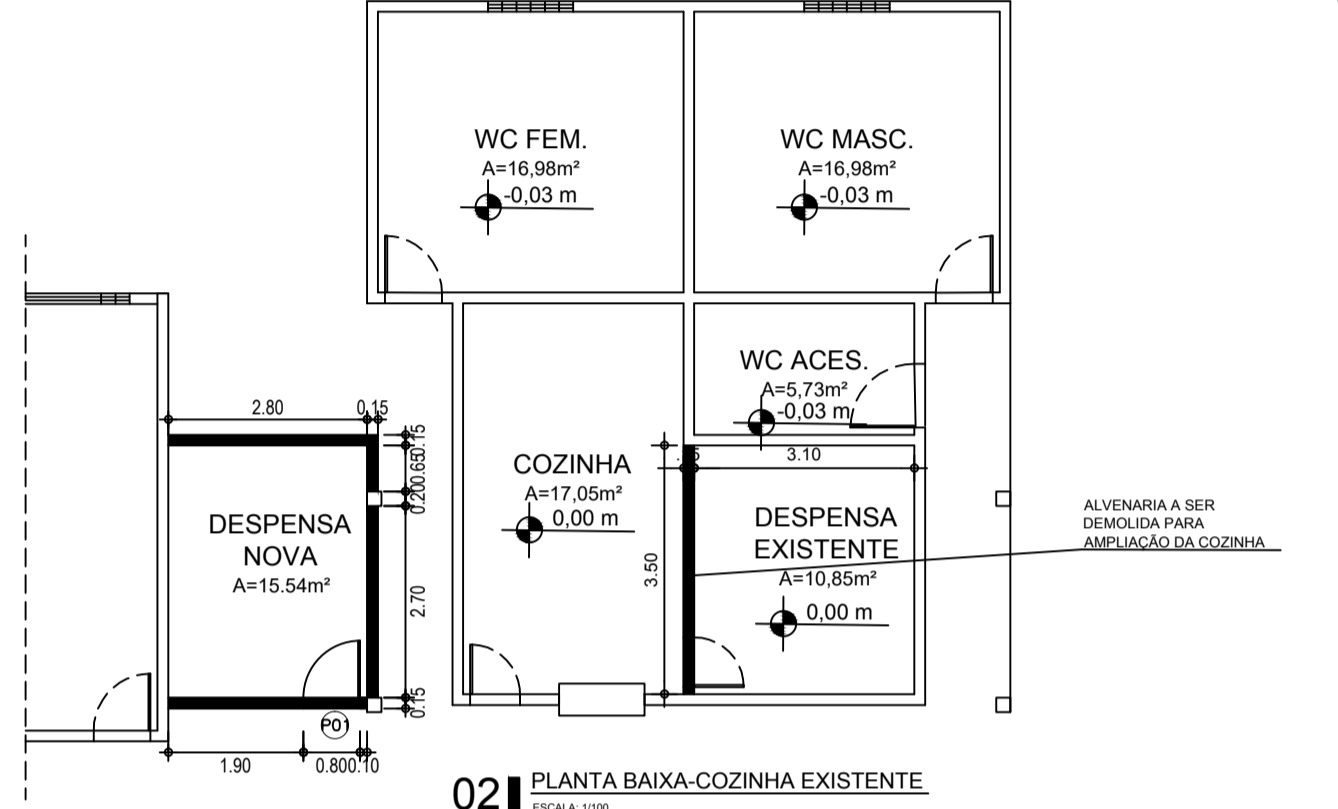 WC FEM.
A=16,98m²
-0,03 m
WC MASC.
A=16,98m²
-0,03 m
WC ACES.
A=5,73m²
-0,03 m
2.80
0.15
0.15
0.65
0.20
2.70
0.15
DESPENSA
NOVA
A=15.54m²
P01
1.90
0.80
0.10
COZINHA
A=17,05m²
0,00 m
3.50
3.10
DESPENSA
EXISTENTE
A=10,85m²
0,00 m
ALVENARIA A SER
DEMOLIDA PARA
AMPLIAÇÃO DA COZINHA
02
PLANTA BAIXA-COZINHA EXISTENTE
ESCALA: 1/100